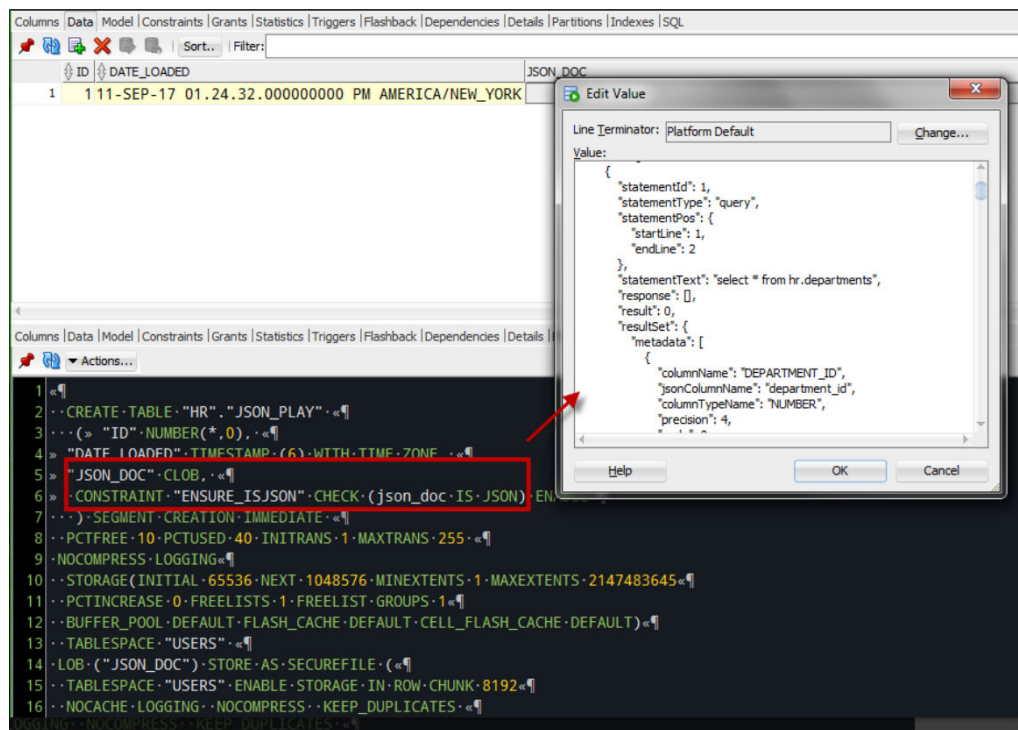 Columns |Data |Model |Constraints |Grants |Statistics |Triggers |Flashback |Dependencies |Details |Partitions |Indexes |SQL
Sort.. Filter:
ID DATE_LOADED JSON_DOC
1 1 11-SEP-17 01.24.32.000000000 PM AMERICA/NEW_YORK
Edit Value
Line Terminator: Platform Default Change...
Value:
{
"statementId": 1,
"statementType": "query",
"statementPos": {
"startLine": 1,
"endLine": 2
},
"statementText": "select * from hr.departments",
"response": [],
"result": 0,
"resultSet": {
"metadata": [
{
"columnName": "DEPARTMENT_ID",
"jsonColumnName": "department_id",
"columnTypeName": "NUMBER",
"precision": 4,
Help OK Cancel
Columns |Data |Model |Constraints |Grants |Statistics |Triggers |Flashback |Dependencies |Details
Actions...
1 «¶
2 ··CREATE·TABLE·"HR"."JSON_PLAY"·«¶
3 ···(» "ID"·NUMBER(*,0),·«¶
4 » "DATE_LOADED"·TIMESTAMP·(6)·WITH·TIME·ZONE·,·«¶
5 » "JSON_DOC"·CLOB,·«¶
6 » ·CONSTRAINT·"ENSURE_ISJSON"·CHECK·(json_doc·IS·JSON)
7 ···)·SEGMENT·CREATION·IMMEDIATE·«¶
8 ··PCTFREE·10·PCTUSED·40·INITRANS·1·MAXTRANS·255·«¶
9 ·NOCOMPRESS·LOGGING«¶
10 ··STORAGE(INITIAL·65536·NEXT·1048576·MINEXTENTS·1·MAXEXTENTS·2147483645«¶
11 ··PCTINCREASE·0·FREELISTS·1·FREELIST·GROUPS·1«¶
12 ··BUFFER_POOL·DEFAULT·FLASH_CACHE·DEFAULT·CELL_FLASH_CACHE·DEFAULT)«¶
13 ··TABLESPACE·"USERS"·«¶
14 ·LOB·("JSON_DOC")·STORE·AS·SECUREFILE·(«¶
15 ··TABLESPACE·"USERS"·ENABLE·STORAGE·IN·ROW·CHUNK·8192«¶
16 ··NOCACHE·LOGGING··NOCOMPRESS··KEEP_DUPLICATES·«¶